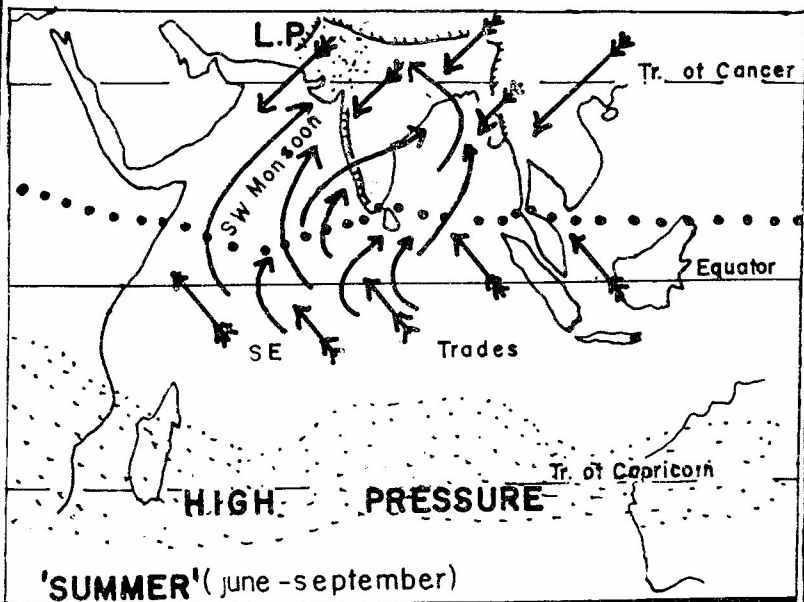 L.P.
Tr. of Cancer
SW Monsoon
Equator
SE Trades
Tr. of Capricorn
HIGH PRESSURE
'SUMMER' (june - september)